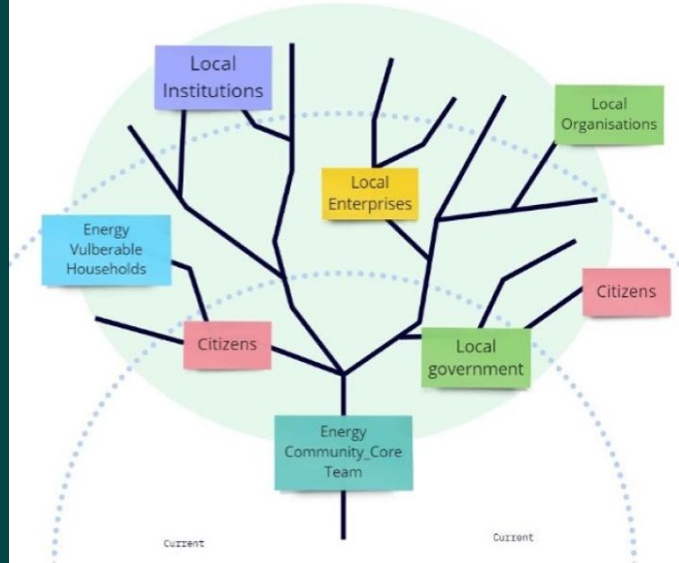 Local
Institutions
Local
Organisations
Local
Enterprises
Energy
Vulberable
Households
Citizens
Citizens
Local
government
Energy
Community_Core
Team
Current
Current